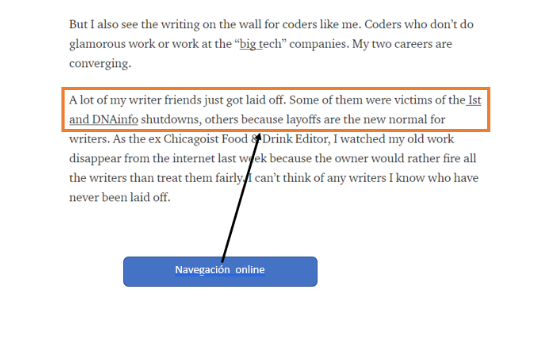 But I also see the writing on the wall for coders like me. Coders who don’t do
glamorous work or work at the “big tech” companies. My two careers are
converging.
A lot of my writer friends just got laid off. Some of them were victims of the Ist
and DNAinfo shutdowns, others because layoffs are the new normal for
writers. As the ex Chicagoist Food & Drink Editor, I watched my old work
disappear from the internet last week because the owner would rather fire all
the writers than treat them fairly. I can’t think of any writers I know who have
never been laid off.
Navegación online